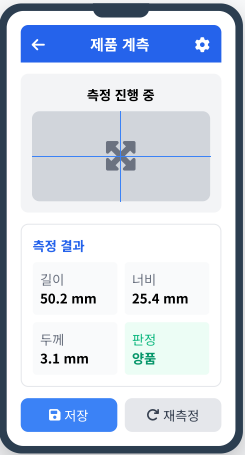 제품 계측
측정 진행 중
측정 결과
길이
50.2 mm
너비
25.4 mm
두께
3.1 mm
판정
양품
저장
재측정